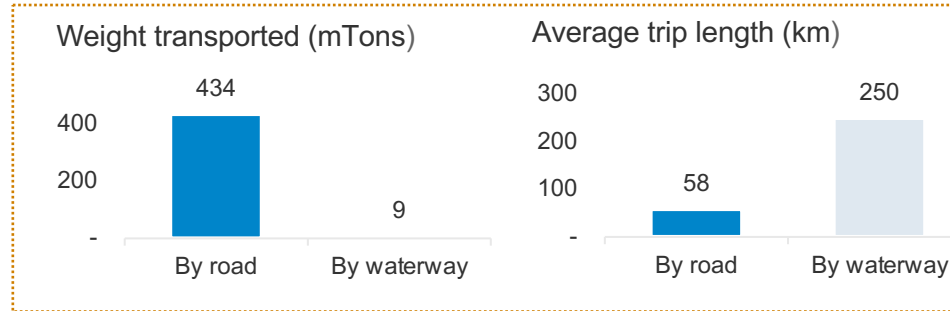 Weight transported (mTons)
434
400
200
9
-
By road
By waterway
Average trip length (km)
300
250
200
100
58
-
By road
By waterway